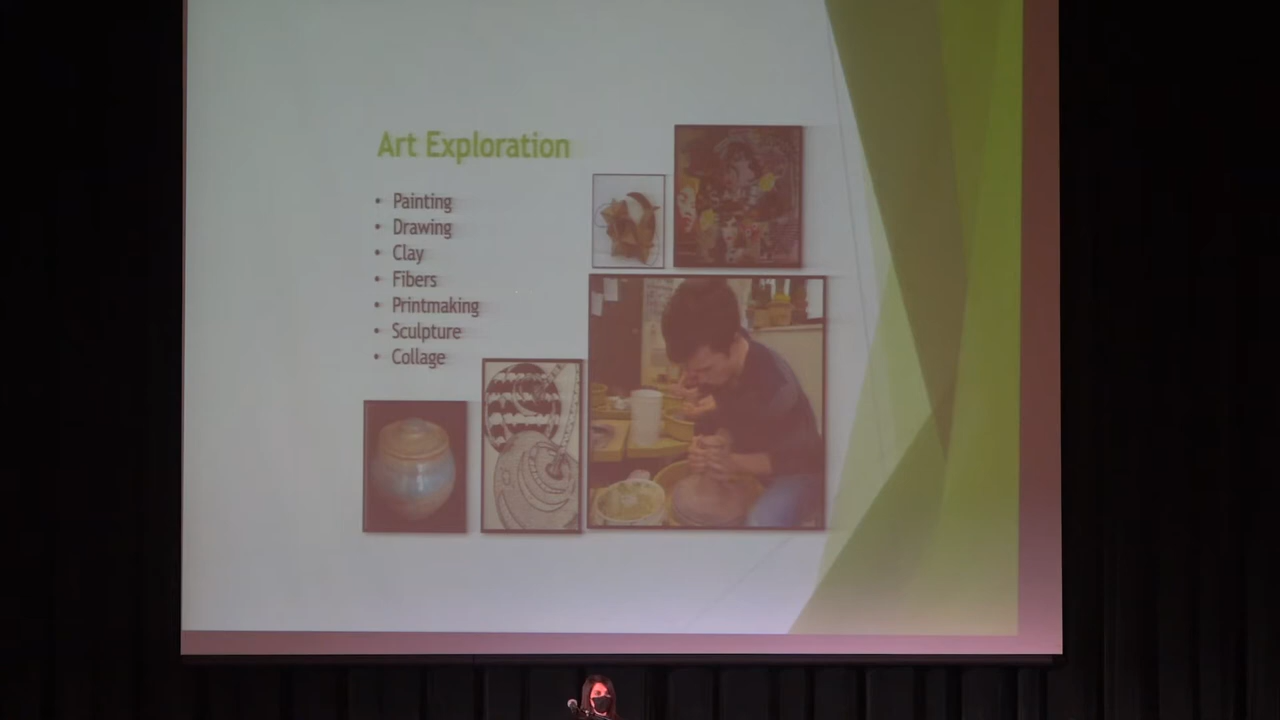 Art Exploration
• Painting
• Drawing
• Clay
• Fibers
• Printmaking
• Sculpture
• Collage